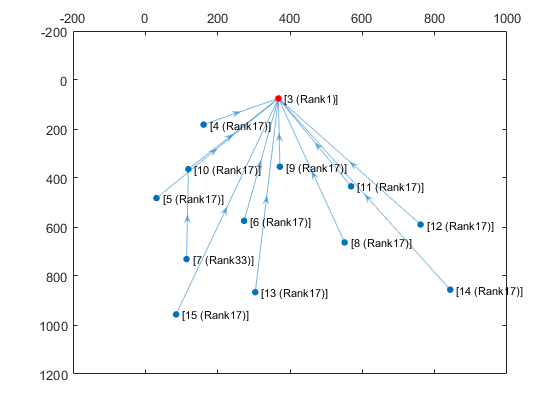 -200 0 200 400 600 800 1000
-200
0
[3 (Rank1)]
200
[4 (Rank17)]
[10 (Rank17)]
[9 (Rank17)]
400
[11 (Rank17)]
[5 (Rank17)]
[6 (Rank17)]
[12 (Rank17)]
600
[8 (Rank17)]
[7 (Rank33)]
800
[13 (Rank17)]
[14 (Rank17)]
[15 (Rank17)]
1000
1200